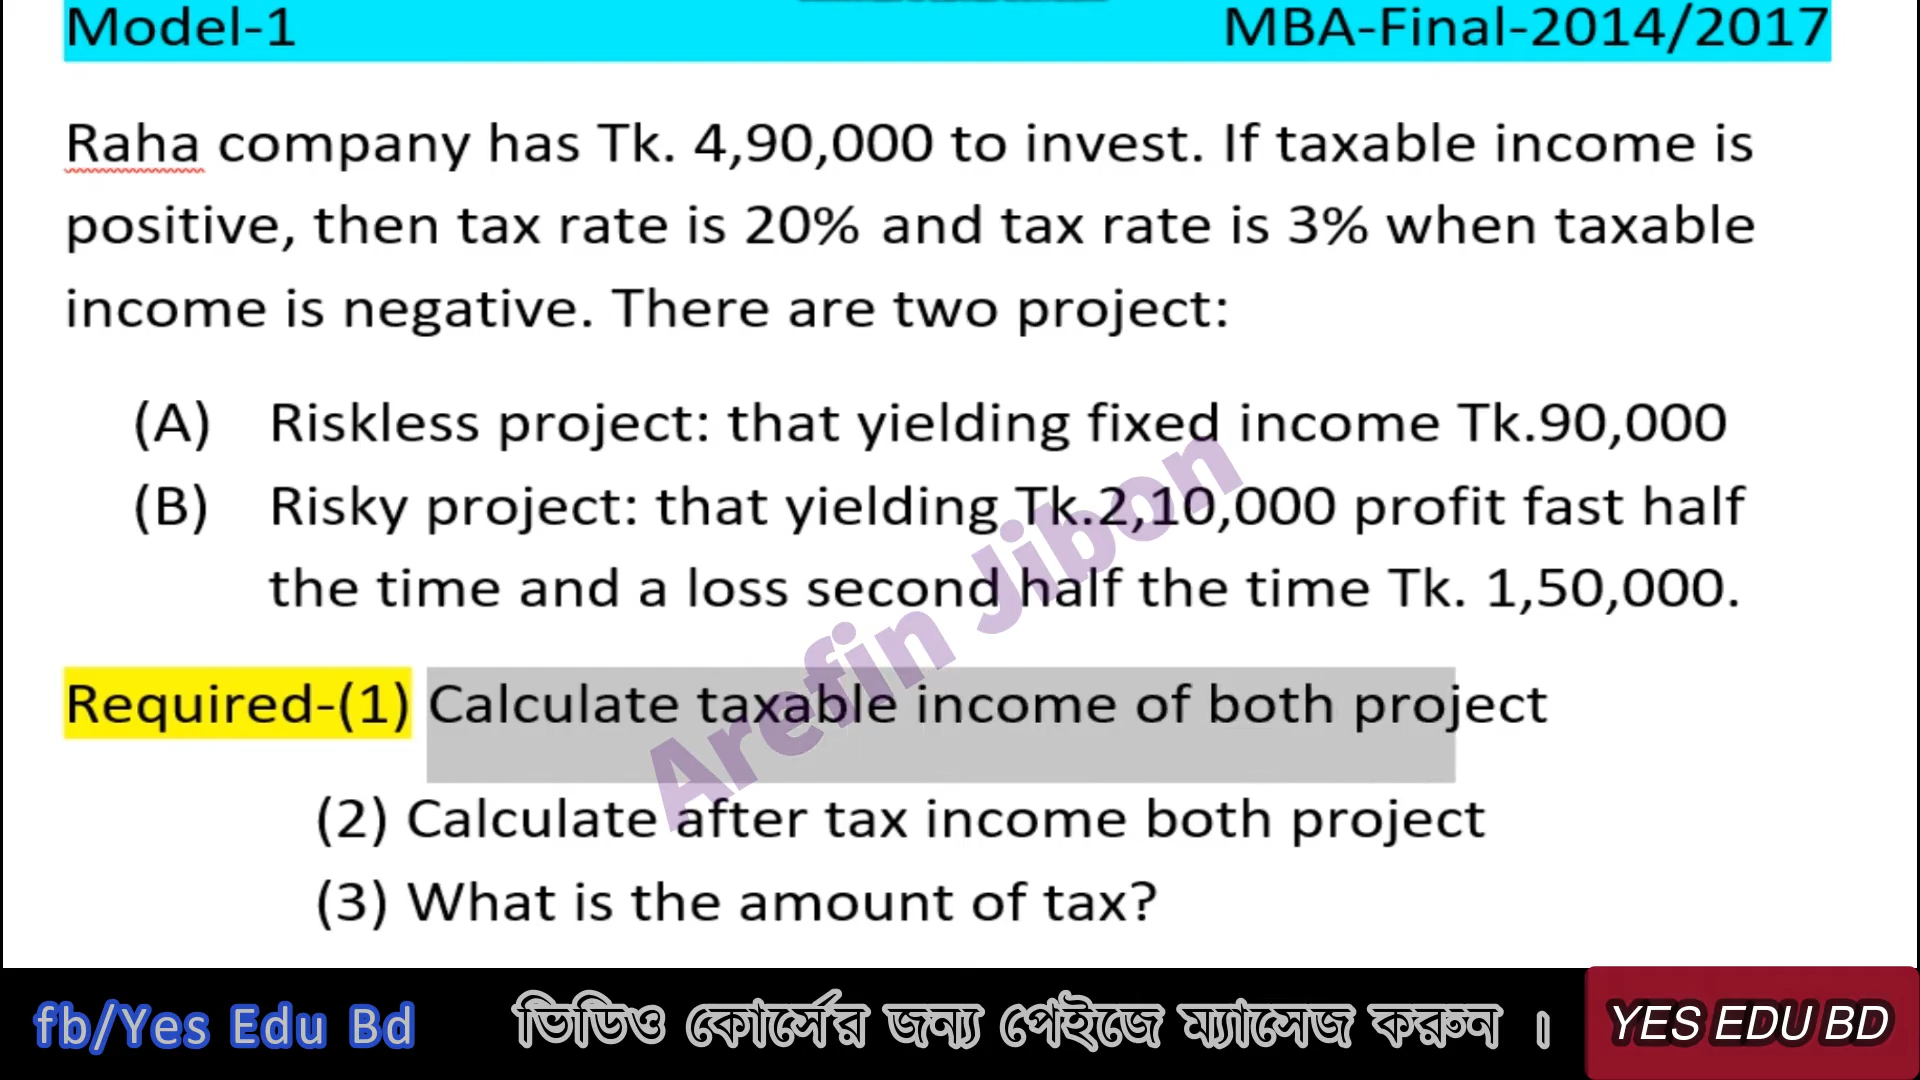 Model-1 MBA-Final-2014/2017
Raha company has Tk. 4,90,000 to invest. If taxable income is
positive, then tax rate is 20% and tax rate is 3% when taxable
income is negative. There are two project:
(A) Riskless project: that yielding fixed income Tk.90,000
(B) Risky project: that yielding Tk.2,10,000 profit fast half
the time and a loss second half the time Tk. 1,50,000.
Arefin Jibon
Required-(1) Calculate taxable income of both project
(2) Calculate after tax income both project
(3) What is the amount of tax?
fb/Yes Edu Bd ভিডিও কোর্সের জন্য পেইজে ম্যাসেজ করুন । YES EDU BD